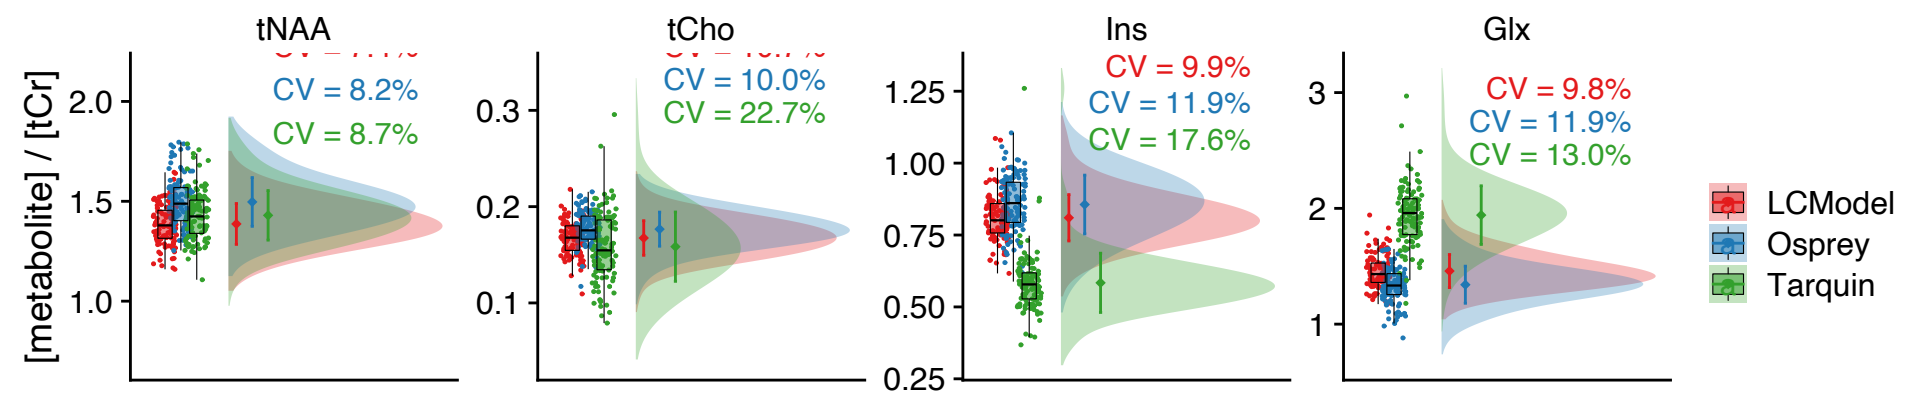 tNAA
tCho
Ins
Glx
[metabolite] / [tCr]
2.0
1.5
1.0
CV = 8.2%
CV = 8.7%
0.3
0.2
0.1
CV = 10.0%
CV = 22.7%
1.25
1.00
0.75
0.50
0.25
CV = 9.9%
CV = 11.9%
CV = 17.6%
3
2
1
CV = 9.8%
CV = 11.9%
CV = 13.0%
LCModel
Osprey
Tarquin